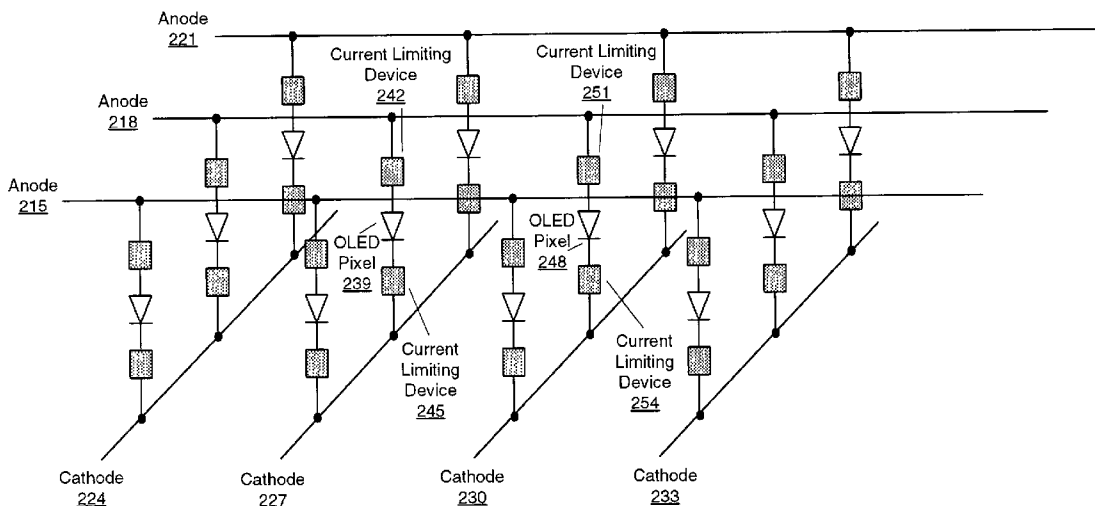 Anode
221
Current Limiting
Device
242
Current Limiting
Device
251
Anode
218
Anode
215
OLED
Pixel
239
OLED
Pixel
248
Current
Limiting
Device
245
Current
Limiting
Device
254
Cathode
224
Cathode
227
Cathode
230
Cathode
233